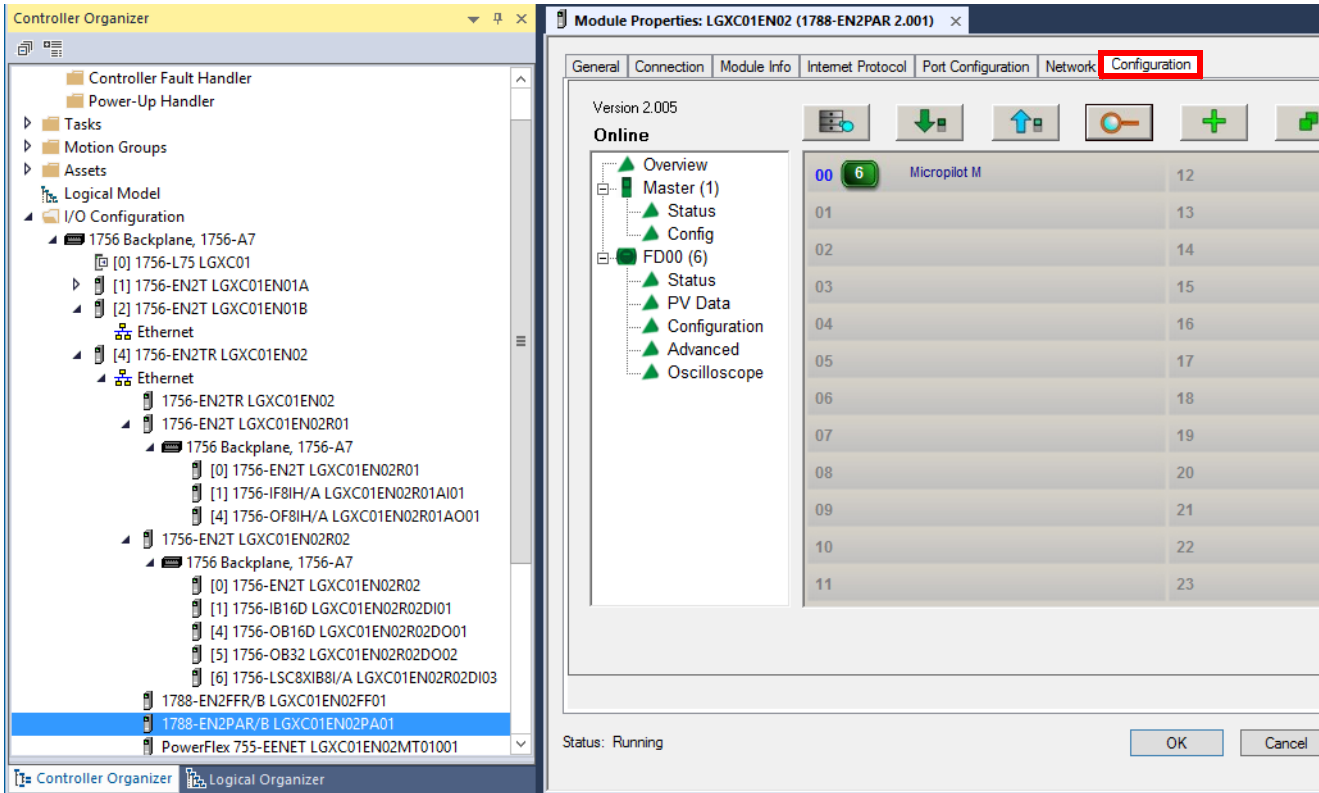 Controller Organizer
Controller Fault Handler
Power-Up Handler
Tasks
Motion Groups
Assets
Logical Model
I/O Configuration
1756 Backplane, 1756-A7
[0] 1756-L75 LGXC01
[1] 1756-EN2T LGXC01EN01A
[2] 1756-EN2T LGXC01EN01B
Ethernet
[4] 1756-EN2TR LGXC01EN02
Ethernet
1756-EN2TR LGXC01EN02
1756-EN2T LGXC01EN02R01
1756 Backplane, 1756-A7
[0] 1756-EN2T LGXC01EN02R01
[1] 1756-IF8IH/A LGXC01EN02R01AI01
[4] 1756-OF8IH/A LGXC01EN02R01AO01
1756-EN2T LGXC01EN02R02
1756 Backplane, 1756-A7
[0] 1756-EN2T LGXC01EN02R02
[1] 1756-IB16D LGXC01EN02R02DI01
[4] 1756-OB16D LGXC01EN02R02DO01
[5] 1756-OB32 LGXC01EN02R02DO02
[6] 1756-LSC8XIB8I/A LGXC01EN02R02DI03
1788-EN2FFR/B LGXC01EN02FF01
1788-EN2PAR/B LGXC01EN02PA01
PowerFlex 755-EENET LGXC01EN02MT01001
Controller Organizer Logical Organizer
Module Properties: LGXC01EN02 (1788-EN2PAR 2.001)
General Connection Module Info Internet Protocol Port Configuration Network Configuration
Version 2.005
Online
Overview
Master (1)
Status
Config
FD00 (6)
Status
PV Data
Configuration
Advanced
Oscilloscope
00 6 Micropilot M 12
01 13
02 14
03 15
04 16
05 17
06 18
07 19
08 20
09 21
10 22
11 23
Status: Running
OK Cancel